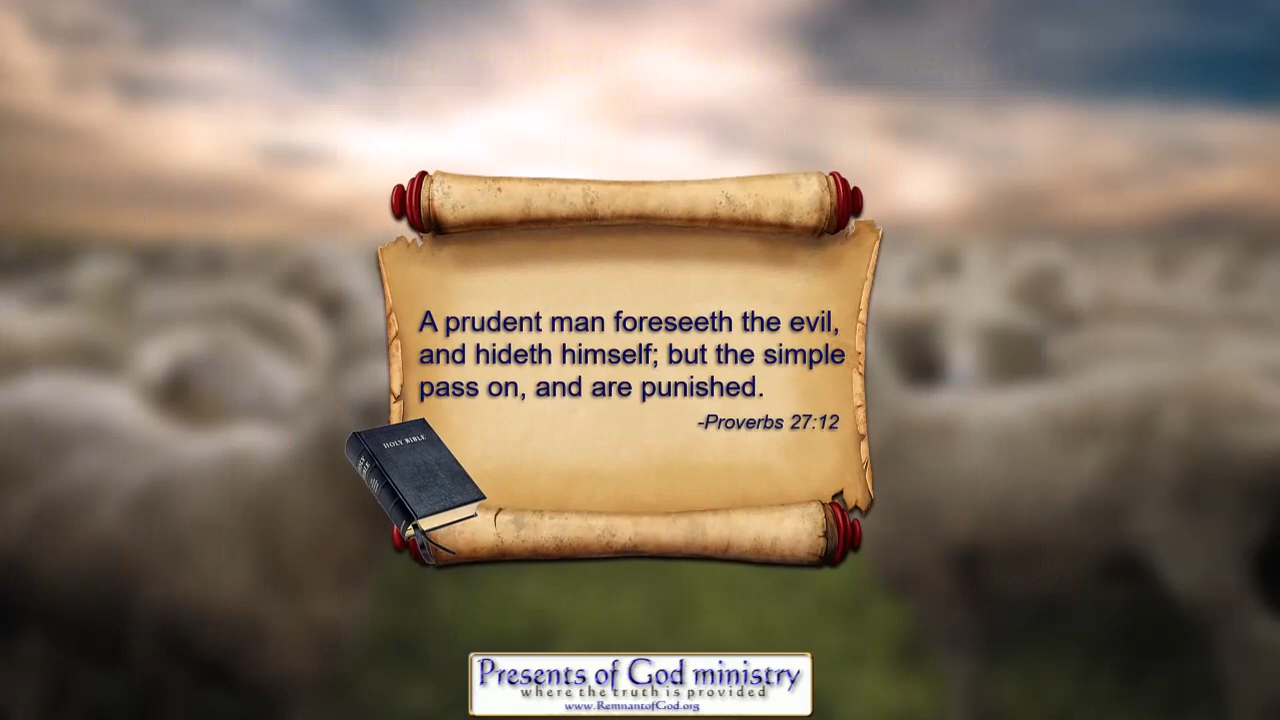 A prudent man foreseeth the evil,
and hideth himself; but the simple
pass on, and are punished.
-Proverbs 27:12
HOLY BIBLE
Presents of God ministry
where the truth is provided
www.RemnantofGod.org